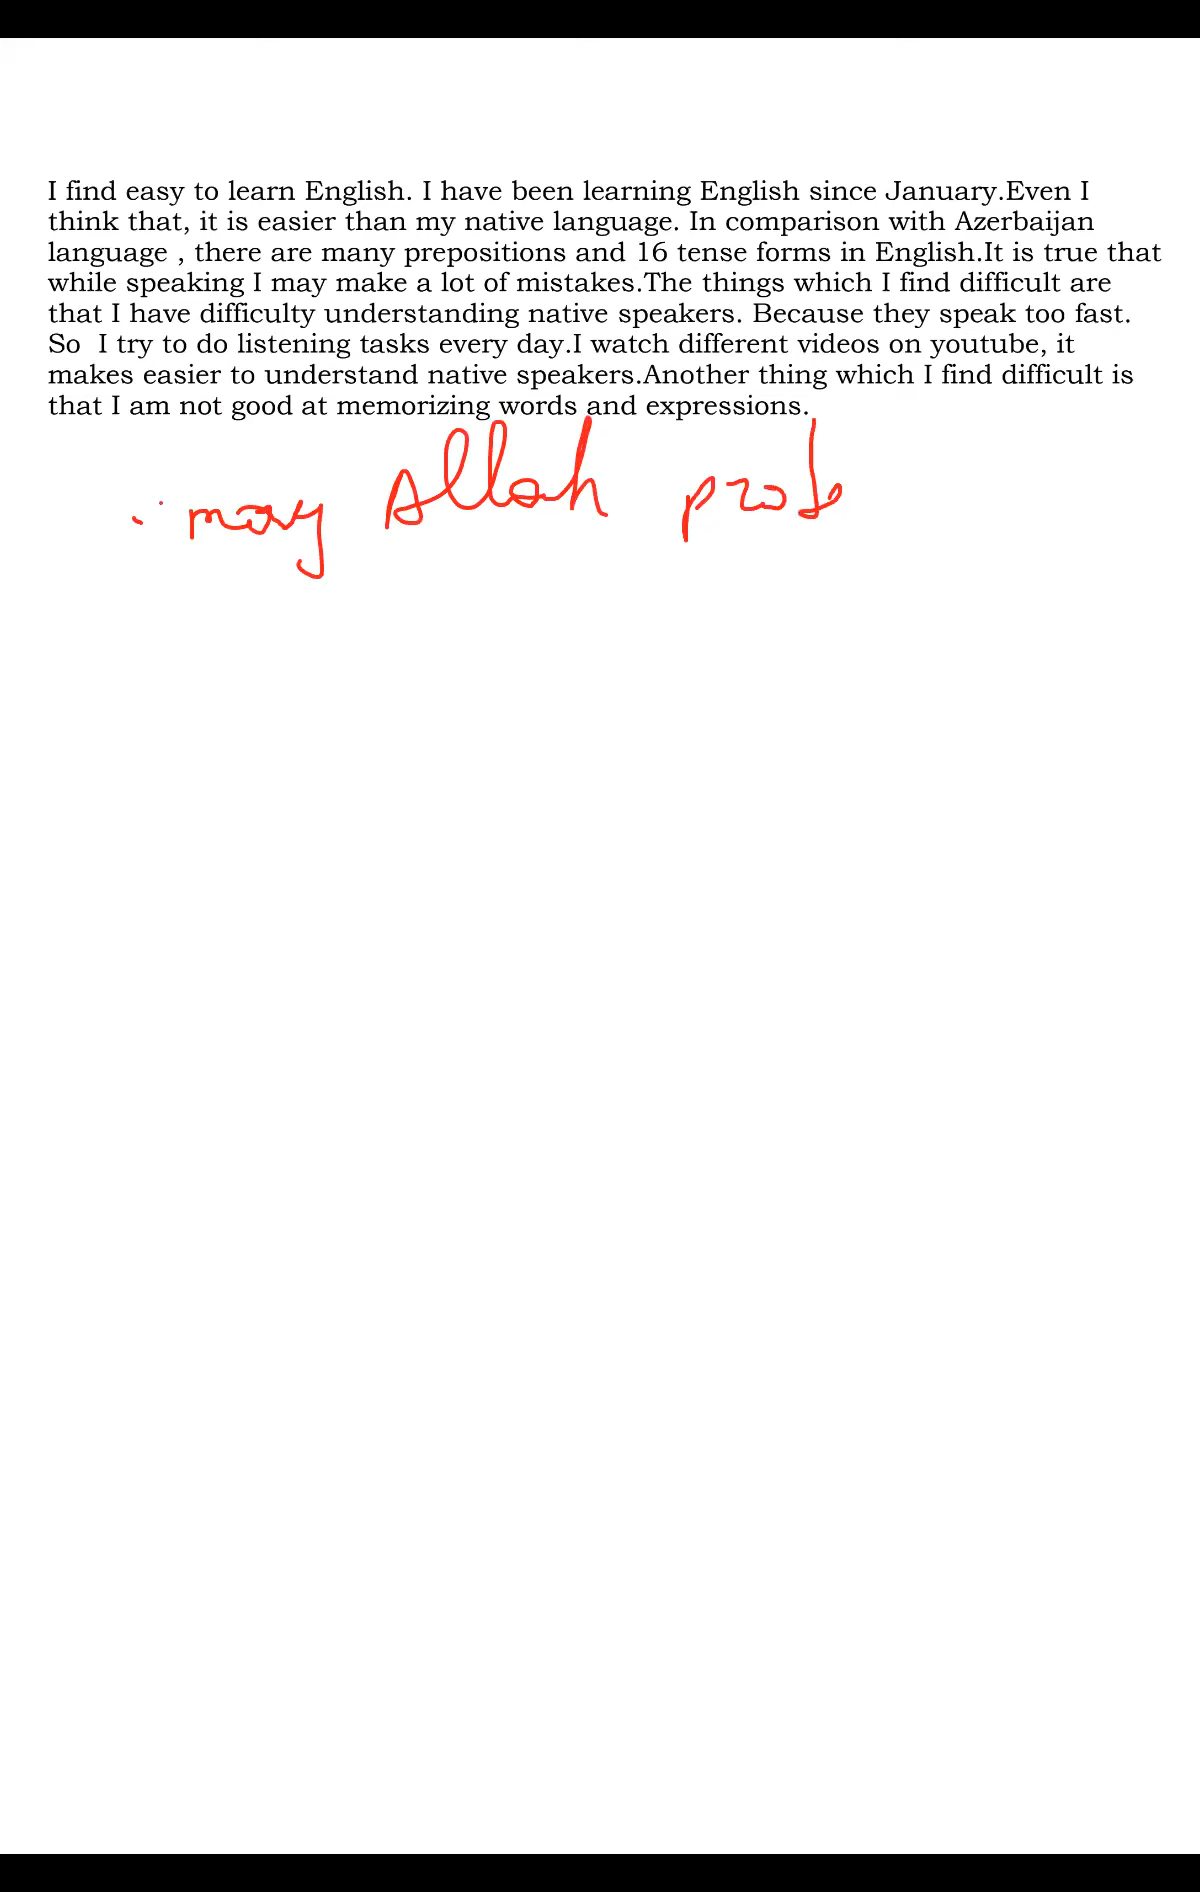 I find easy to learn English. I have been learning English since January.Even I
think that, it is easier than my native language. In comparison with Azerbaijan
language , there are many prepositions and 16 tense forms in English.It is true that
while speaking I may make a lot of mistakes.The things which I find difficult are
that I have difficulty understanding native speakers. Because they speak too fast.
So  I try to do listening tasks every day.I watch different videos on youtube, it
makes easier to understand native speakers.Another thing which I find difficult is
that I am not good at memorizing words and expressions.
may Allah